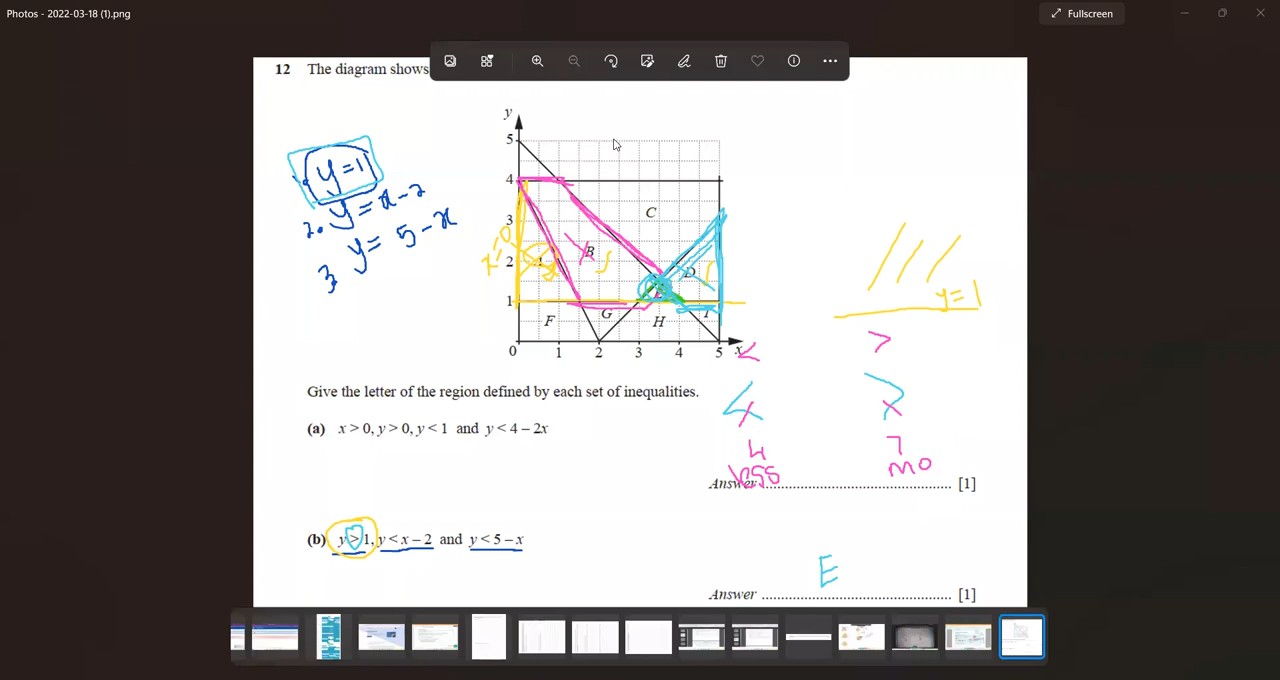 Photos - 2022-03-18 (1).png
Fullscreen
12 The diagram shows
y
5
4
3
2
1
0
1 2 3 4 5 x
C
B
D
F
G
H
I
y=1
2. y = x-2
3 y = 5-x
x=0
y=1
<
>
4
less
7
mo
Give the letter of the region defined by each set of inequalities.
(a) x > 0, y > 0, y < 1 and y < 4 – 2x
Answer .......................................... [1]
(b) y > 1, y < x – 2 and y < 5 – x
E
Answer .......................................... [1]